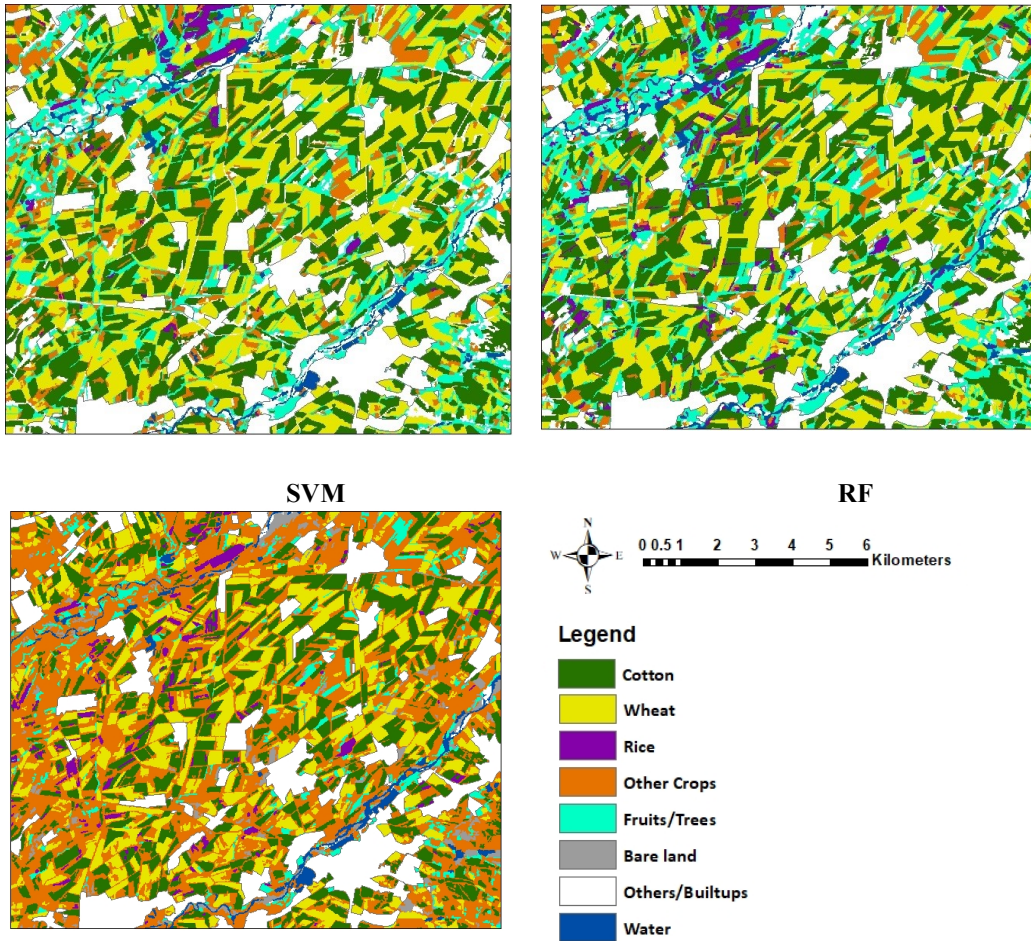 SVM
RF
N
W E
S
0 0.5 1 2 3 4 5 6
Kilometers
Legend
Cotton
Wheat
Rice
Other Crops
Fruits/Trees
Bare land
Others/Builtups
Water